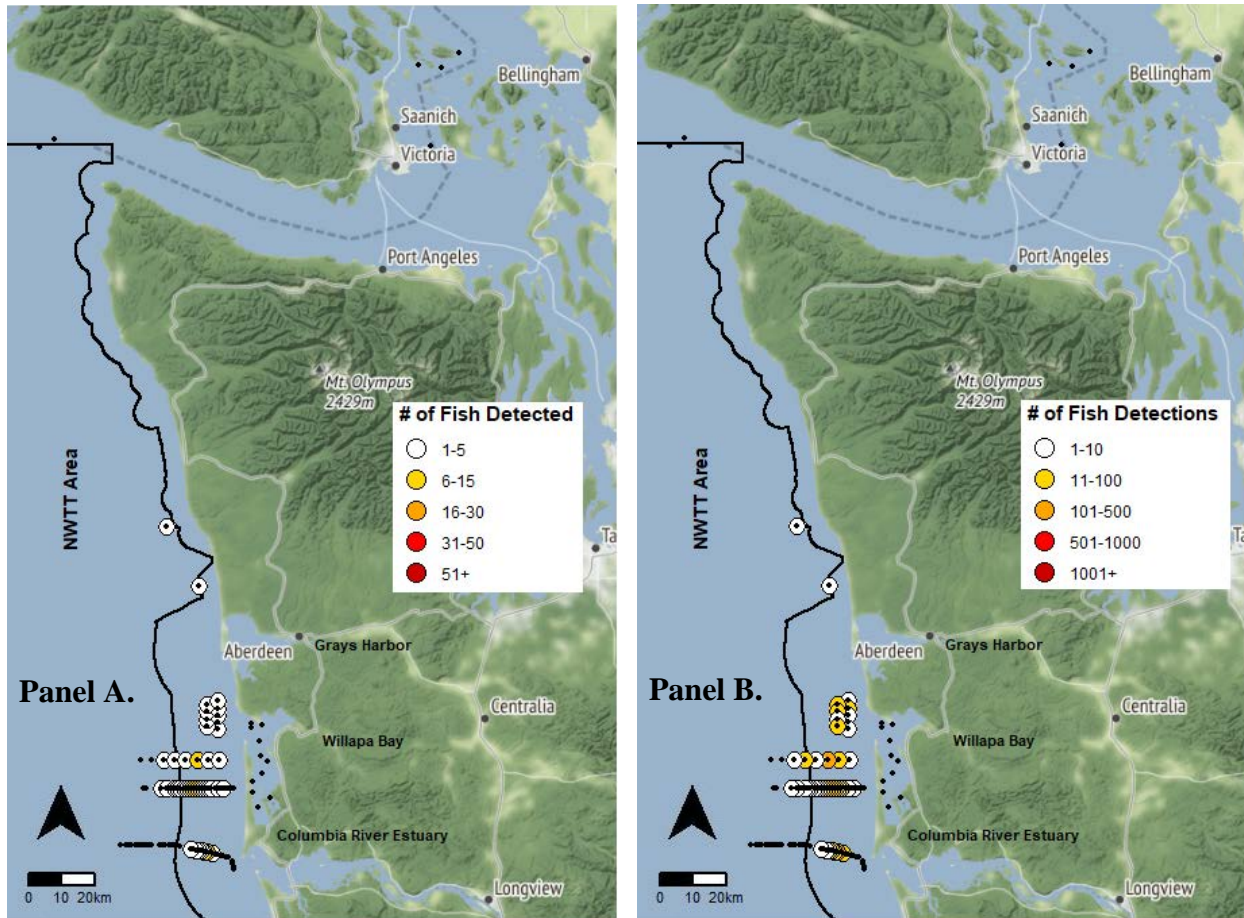 Bellingham
Saanich
Victoria
Port Angeles
Mt. Olympus
2429m
# of Fish Detected
1-5
6-15
16-30
31-50
51+
NWTT Area
Ta
Aberdeen
Grays Harbor
Panel A.
Centralia
Willapa Bay
Columbia River Estuary
0 10 20km
Longview
Bellingham
Saanich
Victoria
Port Angeles
Mt. Olympus
2429m
# of Fish Detections
1-10
11-100
101-500
501-1000
1001+
NWTT Area
Ta
Aberdeen
Grays Harbor
Panel B.
Centralia
Willapa Bay
Columbia River Estuary
0 10 20km
Longview